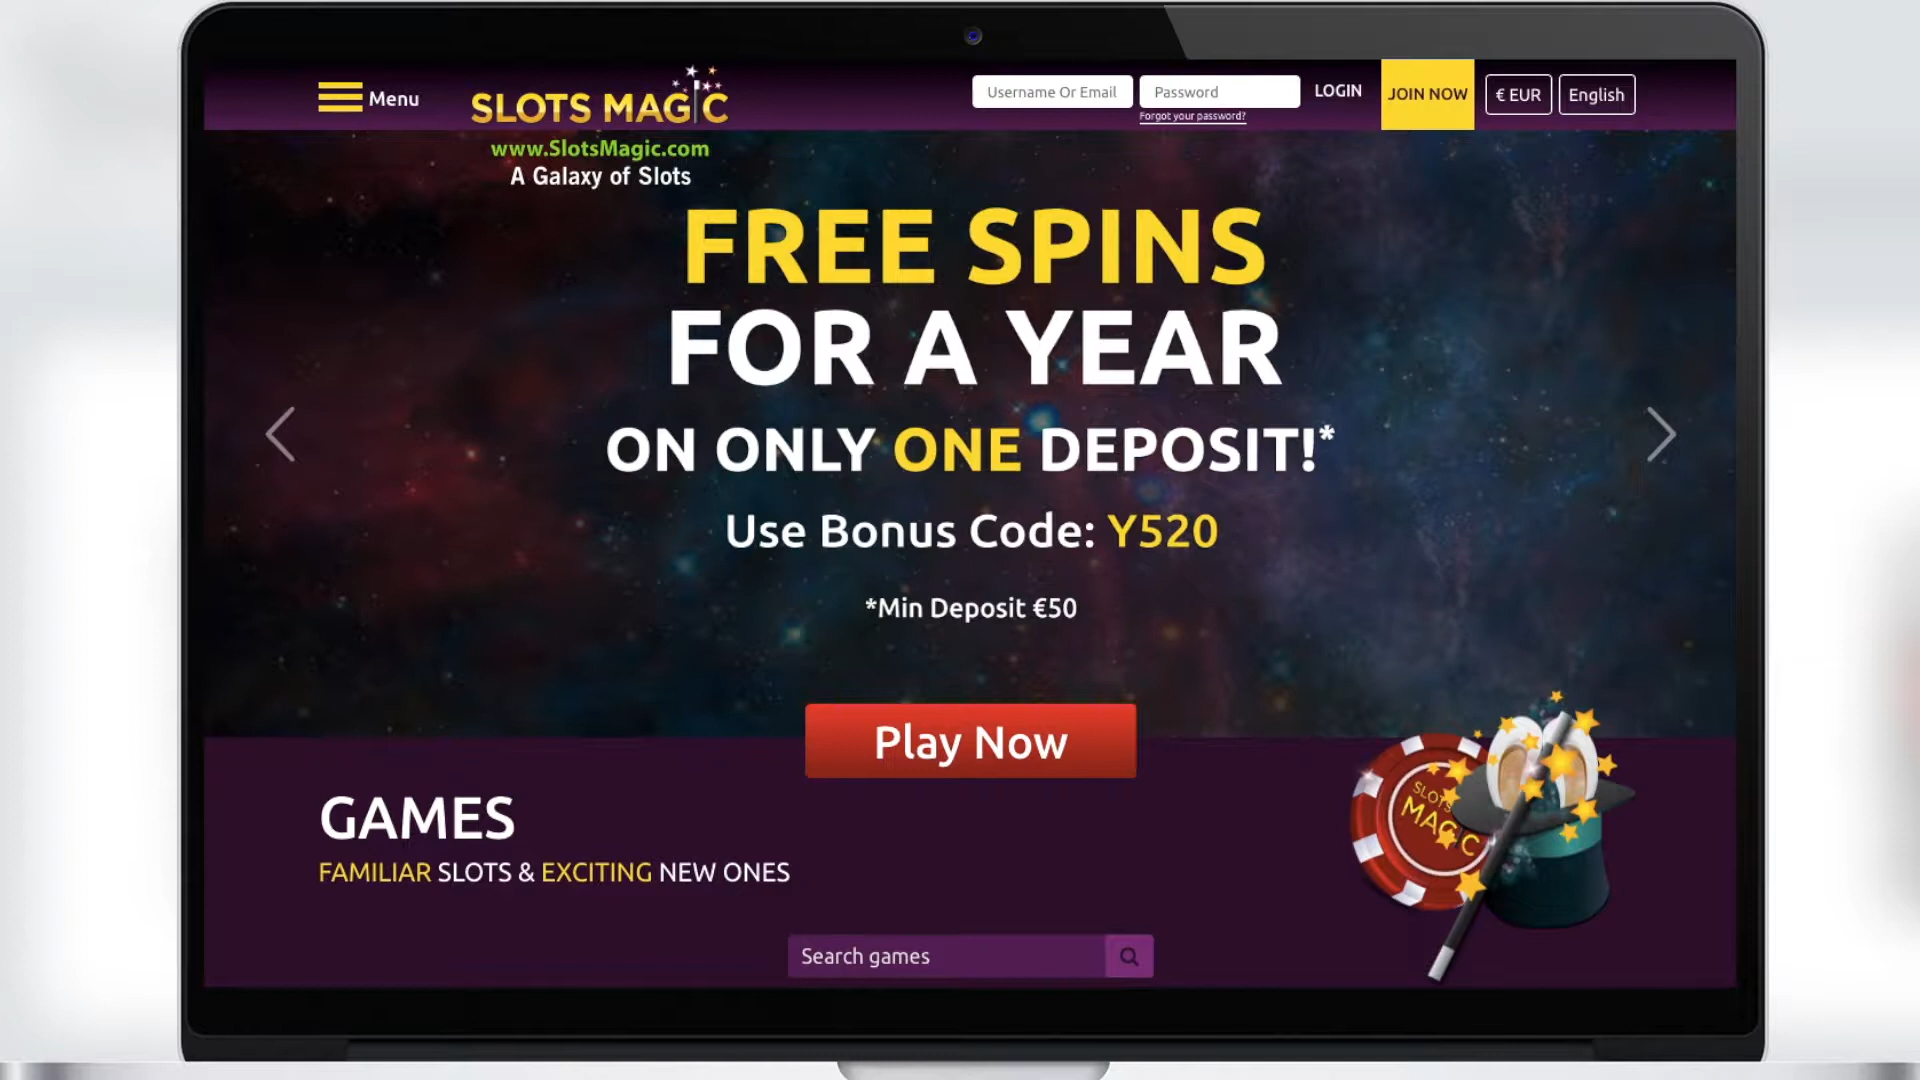 Menu
SLOTS MAGIC
Username Or Email
Password
LOGIN
JOIN NOW
€ EUR
English
Forgot your password?
www.SlotsMagic.com
A Galaxy of Slots
FREE SPINS
FOR A YEAR
ON ONLY ONE DEPOSIT!*
Use Bonus Code: Y520
*Min Deposit €50
Play Now
GAMES
FAMILIAR SLOTS & EXCITING NEW ONES
SLOTS
MAGIC
Search games